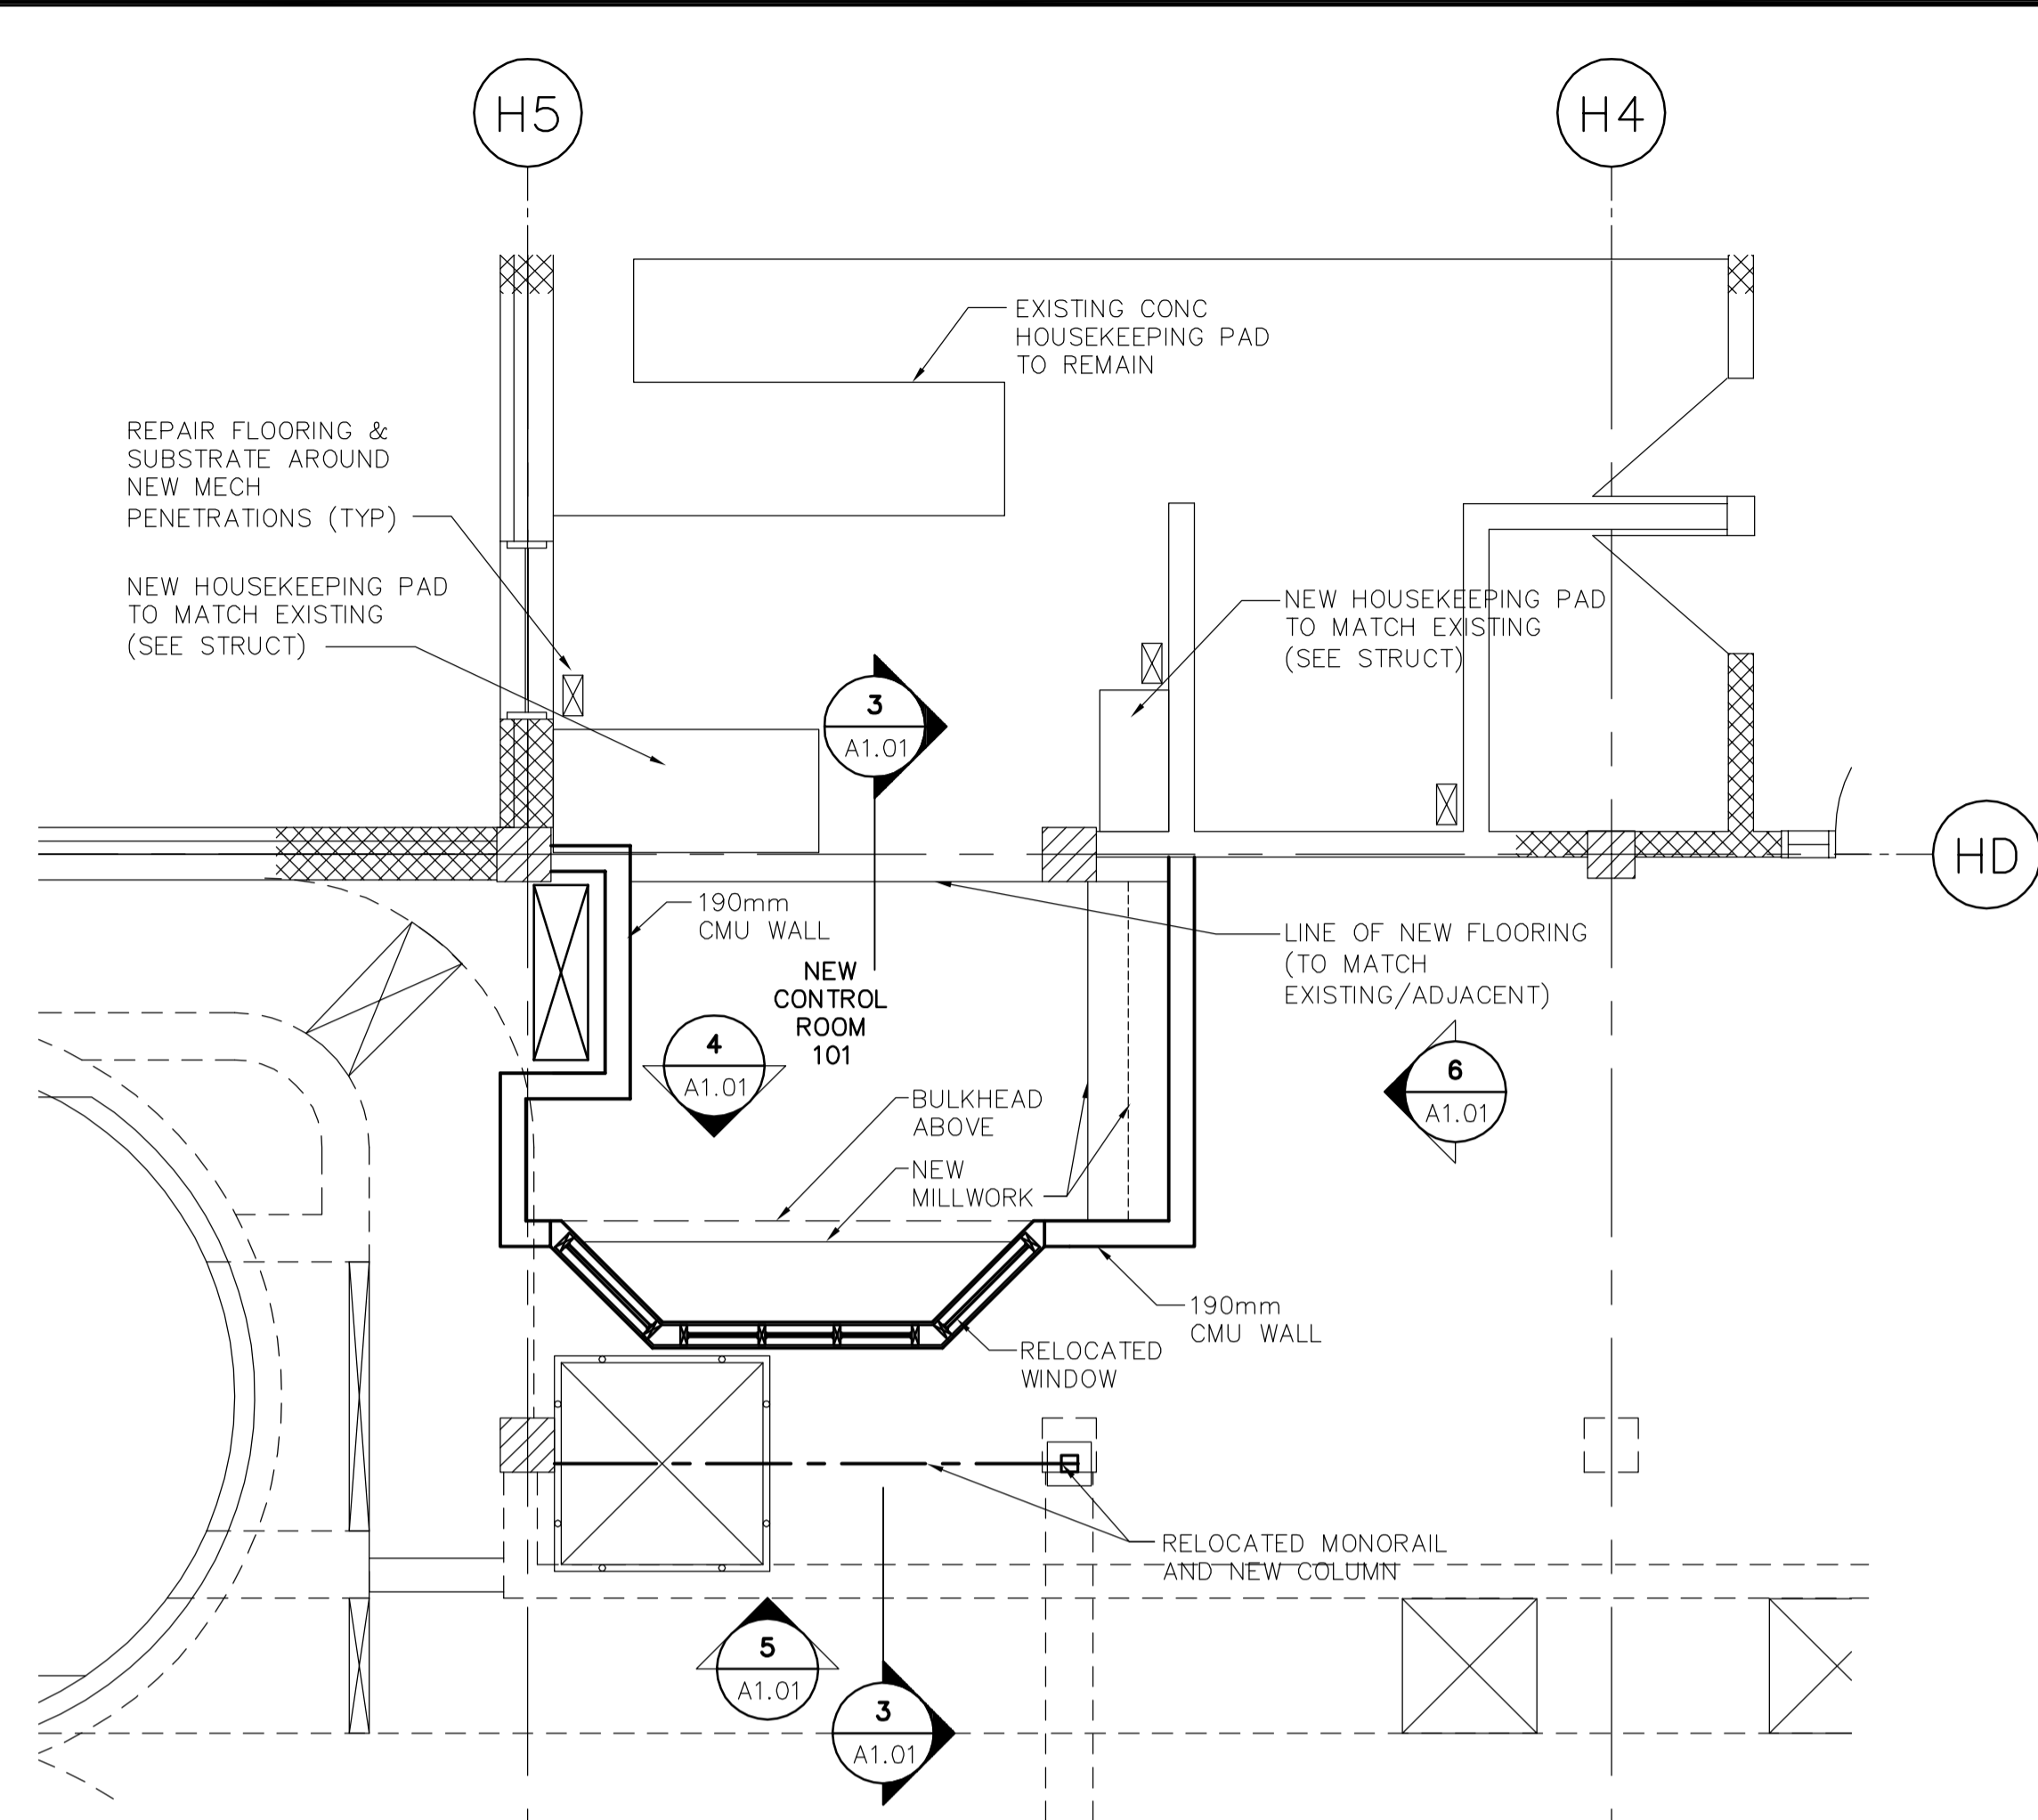 H5
H4
EXISTING CONC
HOUSEKEEPING PAD
TO REMAIN
REPAIR FLOORING &
SUBSTRATE AROUND
NEW MECH
PENETRATIONS (TYP)
NEW HOUSEKEEPING PAD
TO MATCH EXISTING
(SEE STRUCT)
NEW HOUSEKEEPING PAD
TO MATCH EXISTING
(SEE STRUCT)
3
A1.01
HD
190mm
CMU WALL
LINE OF NEW FLOORING
(TO MATCH
EXISTING/ADJACENT)
NEW
CONTROL
ROOM
101
4
A1.01
6
A1.01
BULKHEAD
ABOVE
NEW
MILLWORK
190mm
CMU WALL
RELOCATED
WINDOW
RELOCATED MONORAIL
AND NEW COLUMN
5
A1.01
3
A1.01